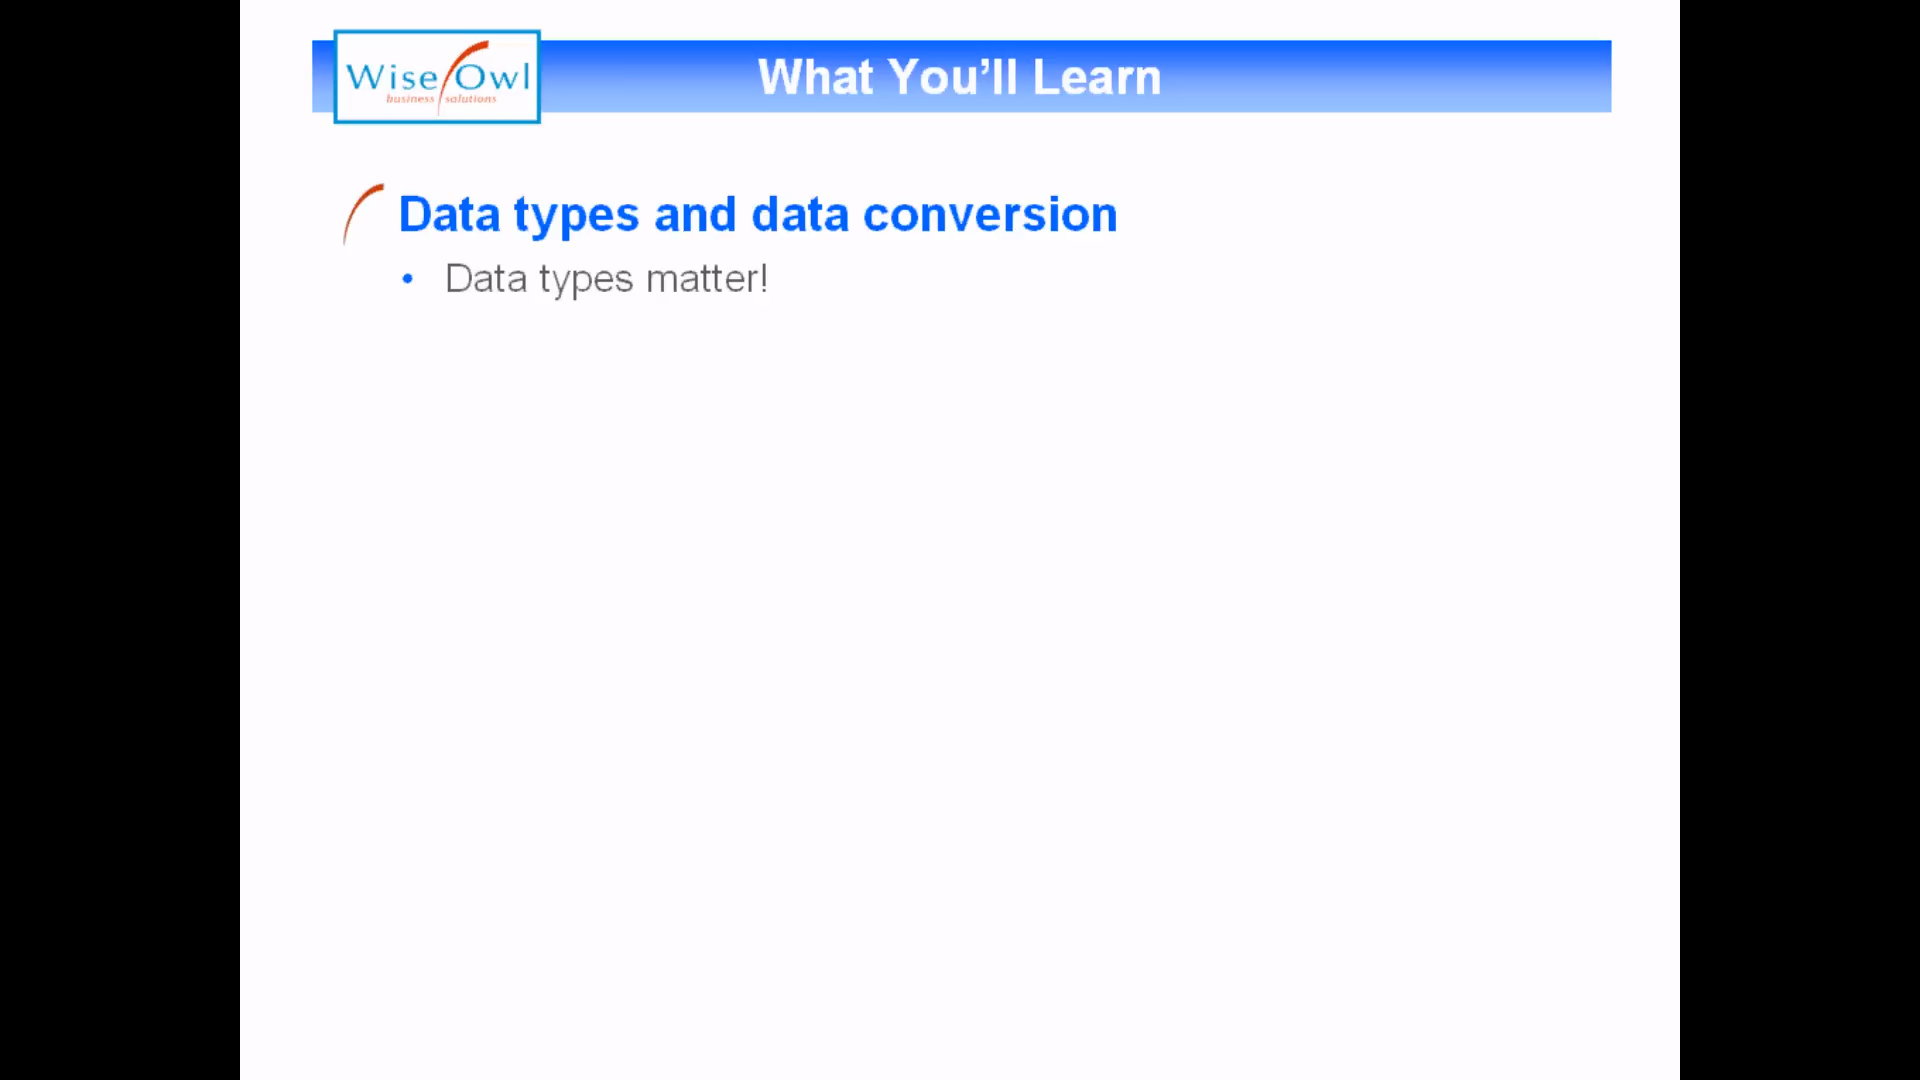 Wise Owl
business solutions
What You'll Learn
Data types and data conversion
• Data types matter!